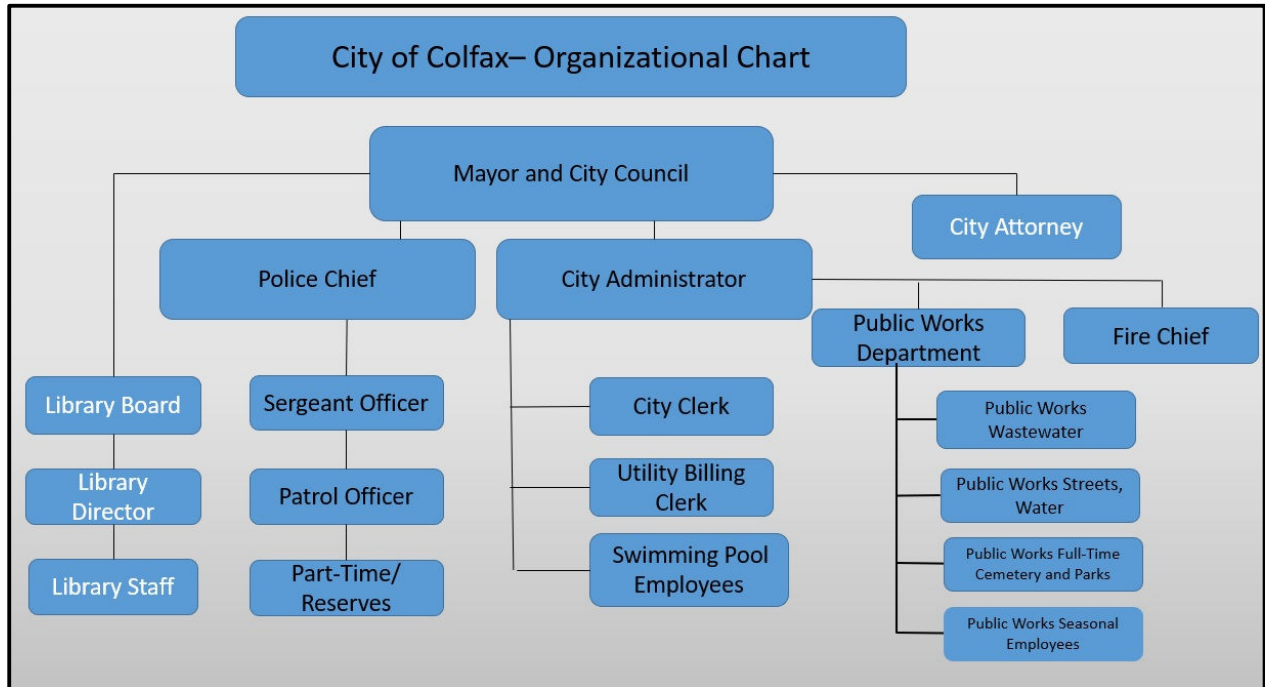 City of Colfax– Organizational Chart
Mayor and City Council
City Attorney
Police Chief
City Administrator
Public Works
Department
Fire Chief
Library Board
Library
Director
Library Staff
Sergeant Officer
Patrol Officer
Part-Time/
Reserves
City Clerk
Utility Billing
Clerk
Swimming Pool
Employees
Public Works
Wastewater
Public Works Streets,
Water
Public Works Full-Time
Cemetery and Parks
Public Works Seasonal
Employees